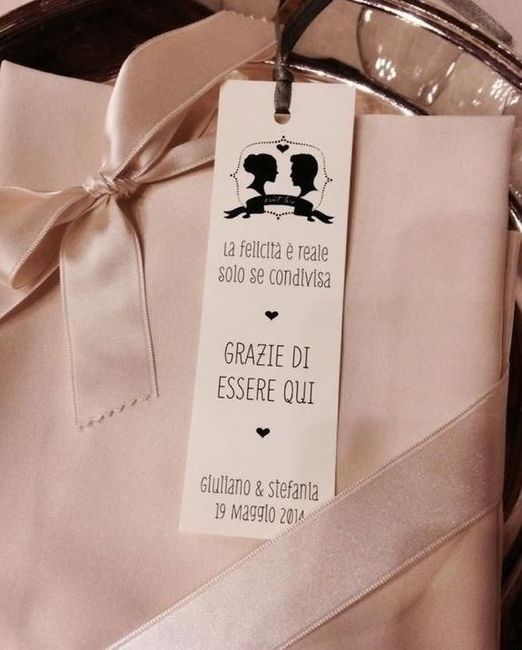 La felicità è reale
solo se condivisa
GRAZIE DI
ESSERE QUI
Giuliano & Stefania
19 Maggio 2014